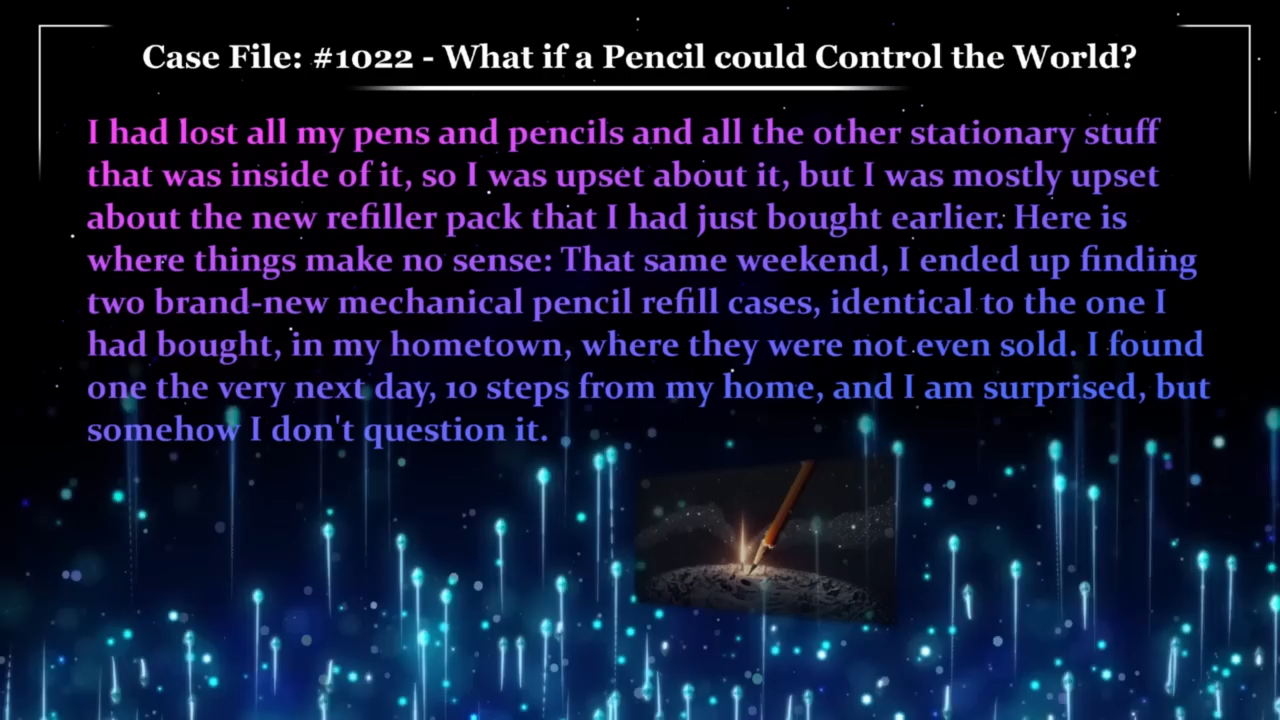 Case File: #1022 - What if a Pencil could Control the World?
I had lost all my pens and pencils and all the other stationary stuff
that was inside of it, so I was upset about it, but I was mostly upset
about the new refiller pack that I had just bought earlier. Here is
where things make no sense: That same weekend, I ended up finding
two brand-new mechanical pencil refill cases, identical to the one I
had bought, in my hometown, where they were not even sold. I found
one the very next day, 10 steps from my home, and I am surprised, but
somehow I don't question it.